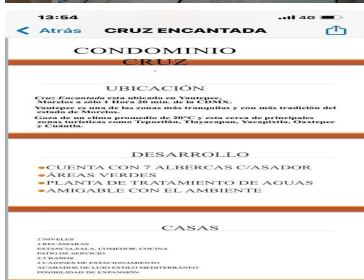 13:54
4G
Atrás
CRUZ ENCANTADA
CONDOMINIO
CRUZ
UBICACIÓN
Cruz Encantada esta ubicado en Yautepec,
Morelos a sólo 1 Hora 20 min. de la CDMX.
Yautepec es una de las zonas más tranquilas y con más tradición del
estado de Morelos.
Goza de un clima promedio de 20°C y esta cerca de principales
zonas turísticas como Tepoztlán, Tlayacapan, Yacapixtla, Oaxtepec
y Cuáutla.
DESARROLLO
CUENTA CON 7 ALBERCAS C/ASADOR
ÁREAS VERDES
PLANTA DE TRATAMIENTO DE AGUAS
AMIGABLE CON EL AMBIENTE
CASAS
2 NIVELES
3 RECÁMARAS
ESTANCIA,SALA, COMEDOR, COCINA
PATIO DE SERVICIO
2.5 BAÑOS
2 CAJONES DE ESTACIONAMIENTO
ACABADOS DE LUJO ESTILO MEDITERRANEO
POSIBILIDAD DE EXPANSIÓN